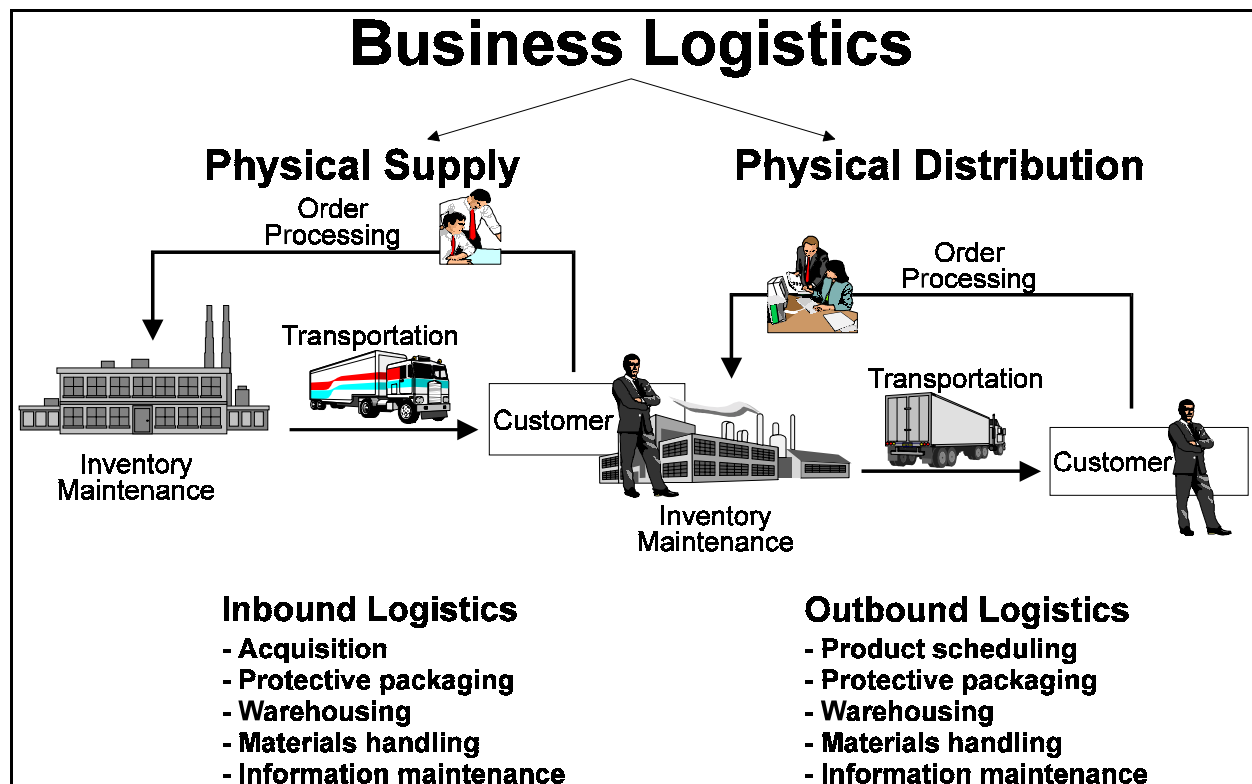 Business Logistics
Physical Supply
Physical Distribution
Order
Processing
Order
Processing
Transportation
Transportation
Customer
Customer
Inventory
Maintenance
Inventory
Maintenance
Inbound Logistics
- Acquisition
- Protective packaging
- Warehousing
- Materials handling
- Information maintenance
Outbound Logistics
- Product scheduling
- Protective packaging
- Warehousing
- Materials handling
- Information maintenance